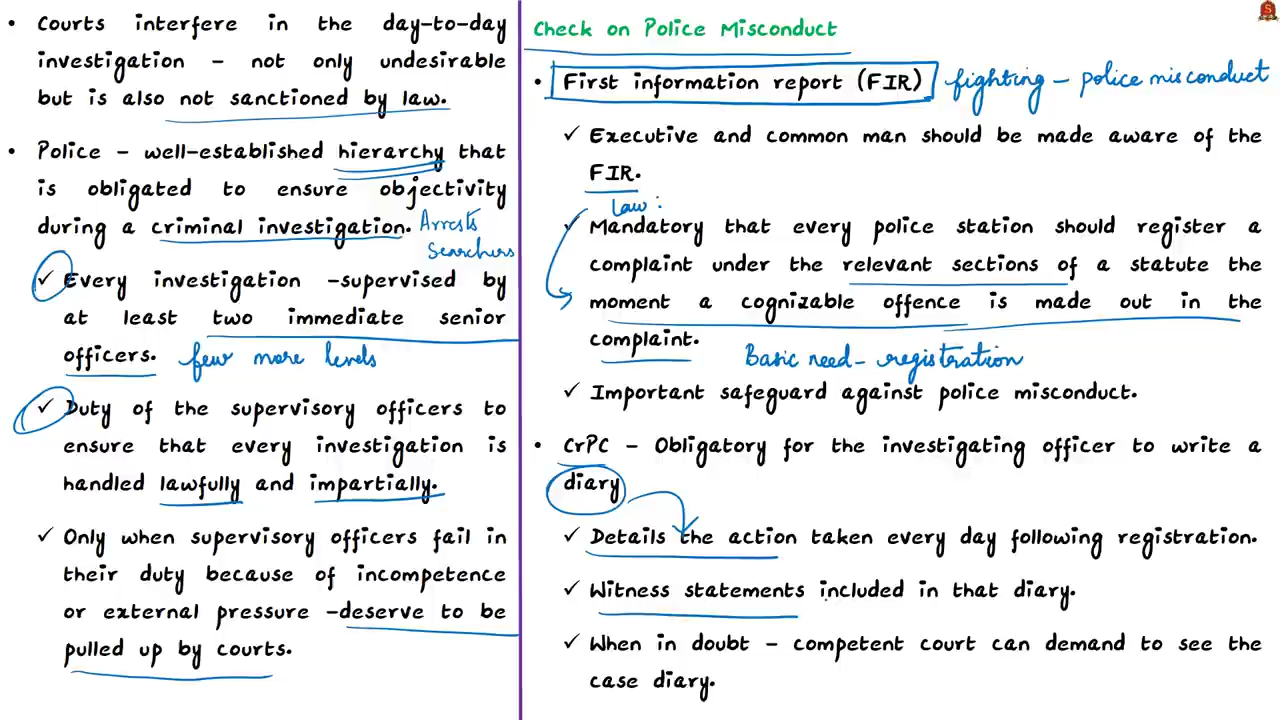 • Courts interfere in the day-to-day
investigation – not only undesirable
but is also not sanctioned by law.
• Police – well-established hierarchy that
is obligated to ensure objectivity
during a criminal investigation. Arrests
Searchers
✓ Every investigation –supervised by
at least two immediate senior
officers. few more levels
✓ Duty of the supervisory officers to
ensure that every investigation is
handled lawfully and impartially.
✓ Only when supervisory officers fail in
their duty because of incompetence
or external pressure –deserve to be
pulled up by courts.
Check on Police Misconduct
• First information report (FIR) fighting – police misconduct
✓ Executive and common man should be made aware of the
FIR.
law:
✓ Mandatory that every police station should register a
complaint under the relevant sections of a statute the
moment a cognizable offence is made out in the
complaint.
Basic need – registration
✓ Important safeguard against police misconduct.
• CrPC – Obligatory for the investigating officer to write a
diary
✓ Details the action taken every day following registration.
✓ Witness statements included in that diary.
✓ When in doubt – competent court can demand to see the
case diary.